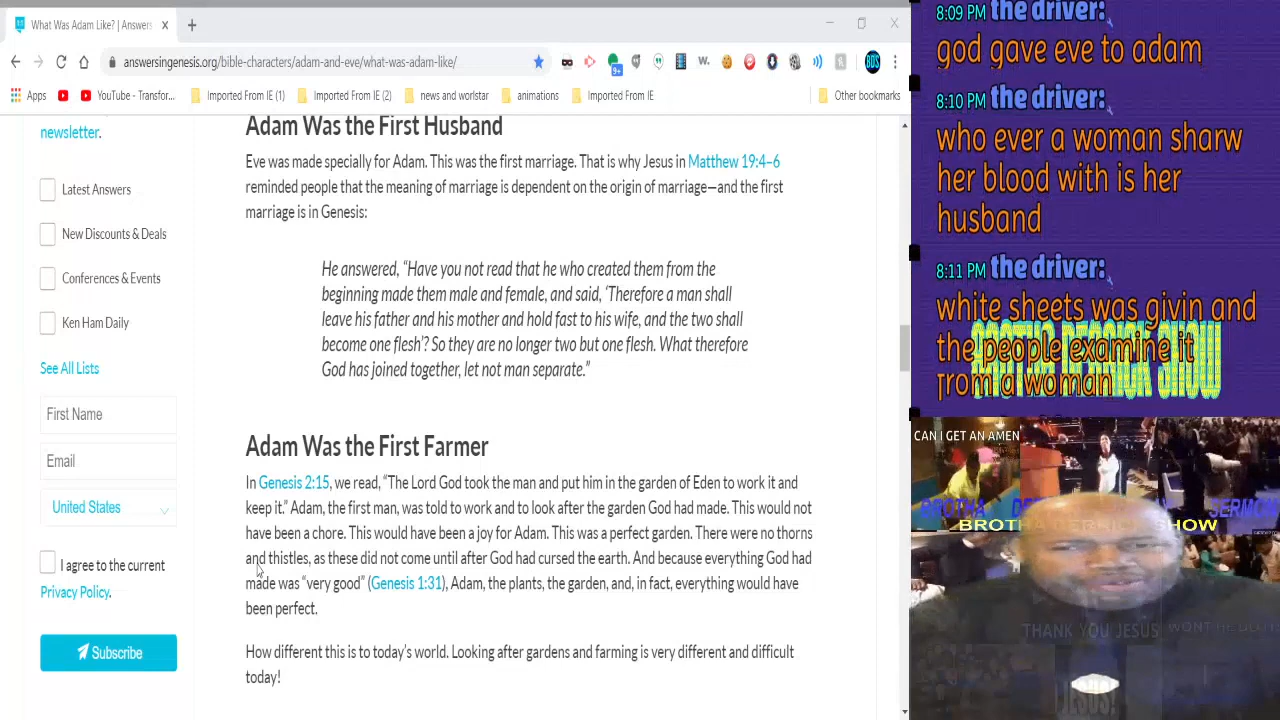 What Was Adam Like? | Answers
answersingenesis.org/bible-characters/adam-and-eve/what-was-adam-like/
9+
W.
BDS
Apps
YouTube - Transfor...
Imported From IE (1)
Imported From IE (2)
news and worlstar
animations
Imported From IE
Other bookmarks
newsletter.
Latest Answers
New Discounts & Deals
Conferences & Events
Ken Ham Daily
See All Lists
First Name
Email
United States
I agree to the current
Privacy Policy.
Subscribe
Adam Was the First Husband
Eve was made specially for Adam. This was the first marriage. That is why Jesus in Matthew 19:4–6
reminded people that the meaning of marriage is dependent on the origin of marriage—and the first
marriage is in Genesis:
He answered, “Have you not read that he who created them from the
beginning made them male and female, and said, ‘Therefore a man shall
leave his father and his mother and hold fast to his wife, and the two shall
become one flesh’? So they are no longer two but one flesh. What therefore
God has joined together, let not man separate.”
Adam Was the First Farmer
In Genesis 2:15, we read, “The Lord God took the man and put him in the garden of Eden to work it and
keep it.” Adam, the first man, was told to work and to look after the garden God had made. This would not
have been a chore. This would have been a joy for Adam. This was a perfect garden. There were no thorns
and thistles, as these did not come until after God had cursed the earth. And because everything God had
made was “very good” (Genesis 1:31), Adam, the plants, the garden, and, in fact, everything would have
been perfect.
How different this is to today’s world. Looking after gardens and farming is very different and difficult
today!
8:09 PM the driver:
god gave eve to adam
8:10 PM the driver:
who ever a woman sharw
her blood with is her
husband
8:11 PM the driver:
white sheets was givin and
the people examine it
from a woman
BROTHA DERRICK SHOW
CAN I GET AN AMEN
BROTHA
SERMON
BROTHA DERRICK SHOW
THANK YOU JESUS
WONT HE DO IT
JESUS!